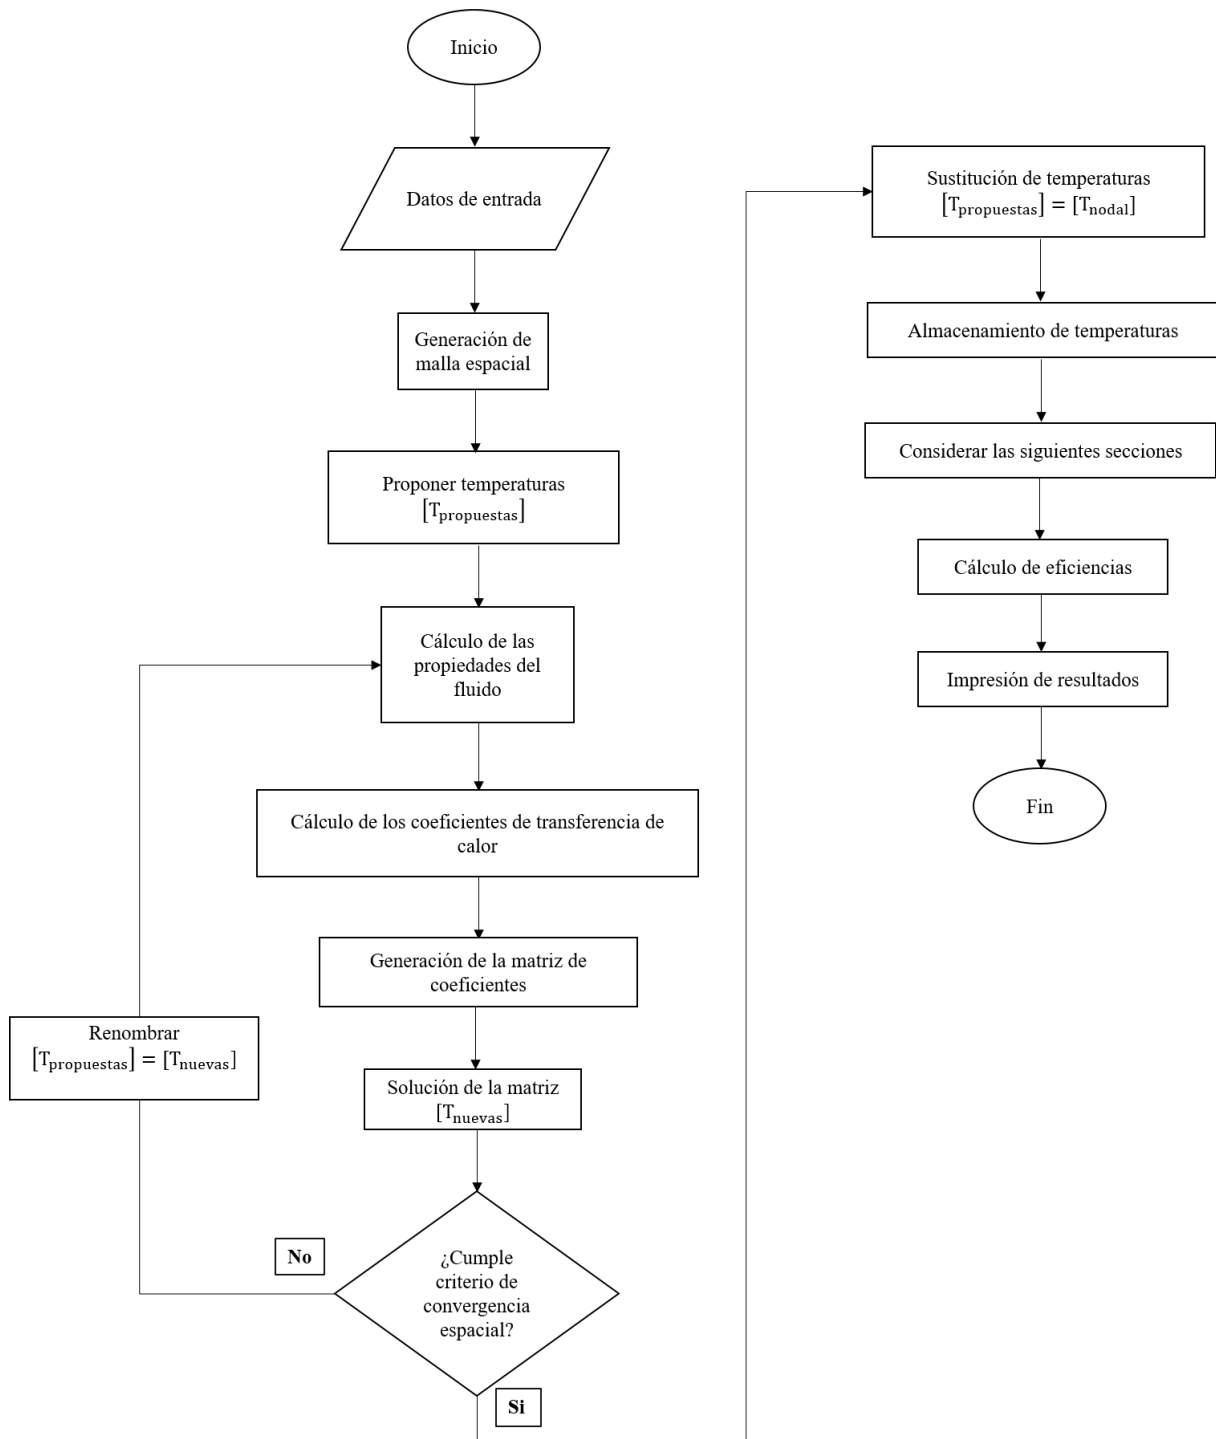 Inicio
Datos de entrada
Generación de
malla espacial
Proponer temperaturas
[Tpropuestas]
Cálculo de las
propiedades del
fluido
Cálculo de los coeficientes de transferencia de
calor
Generación de la matriz de
coeficientes
Renombrar
[Tpropuestas] = [Tnuevas]
Solución de la matriz
[Tnuevas]
No
¿Cumple
criterio de
convergencia
espacial?
Si
Sustitución de temperaturas
[Tpropuestas] = [Tnodal]
Almacenamiento de temperaturas
Considerar las siguientes secciones
Cálculo de eficiencias
Impresión de resultados
Fin